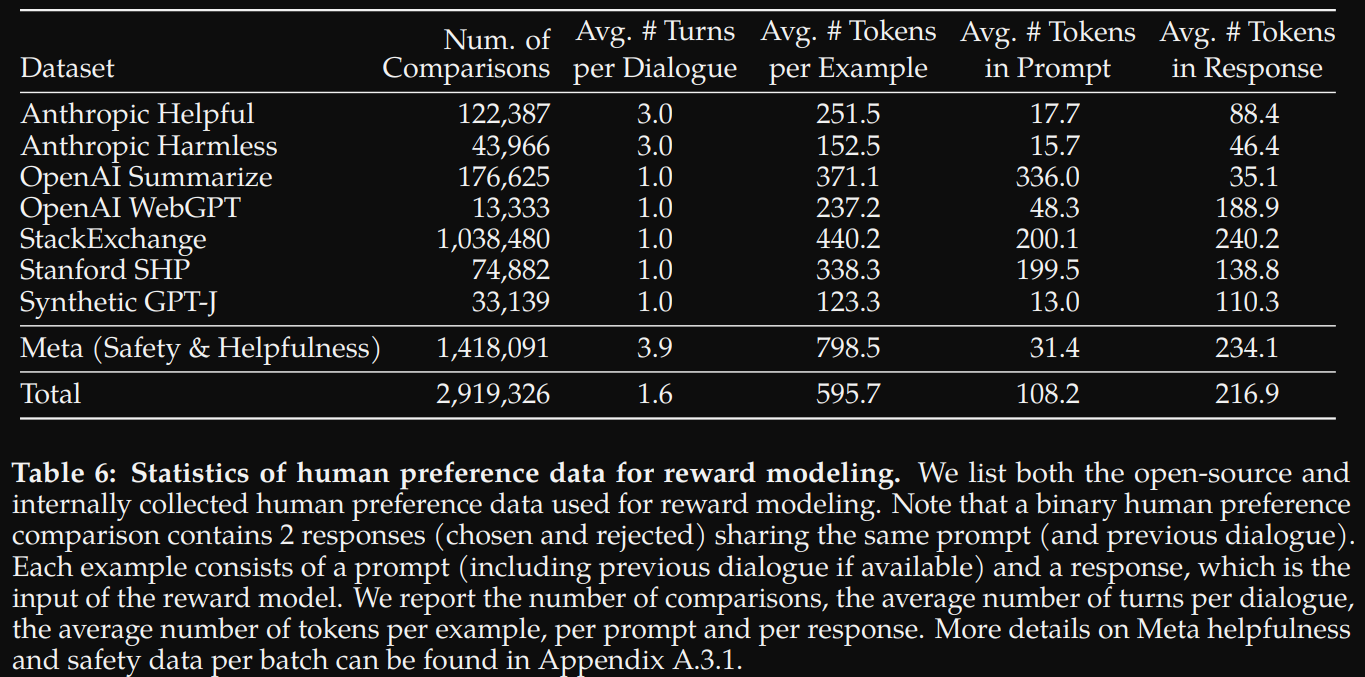 Dataset Num. of Comparisons Avg. # Turns per Dialogue Avg. # Tokens per Example Avg. # Tokens in Prompt Avg. # Tokens in Response
Anthropic Helpful 122,387 3.0 251.5 17.7 88.4
Anthropic Harmless 43,966 3.0 152.5 15.7 46.4
OpenAI Summarize 176,625 1.0 371.1 336.0 35.1
OpenAI WebGPT 13,333 1.0 237.2 48.3 188.9
StackExchange 1,038,480 1.0 440.2 200.1 240.2
Stanford SHP 74,882 1.0 338.3 199.5 138.8
Synthetic GPT-J 33,139 1.0 123.3 13.0 110.3
Meta (Safety & Helpfulness) 1,418,091 3.9 798.5 31.4 234.1
Total 2,919,326 1.6 595.7 108.2 216.9
Table 6: Statistics of human preference data for reward modeling. We list both the open-source and
internally collected human preference data used for reward modeling. Note that a binary human preference
comparison contains 2 responses (chosen and rejected) sharing the same prompt (and previous dialogue).
Each example consists of a prompt (including previous dialogue if available) and a response, which is the
input of the reward model. We report the number of comparisons, the average number of turns per dialogue,
the average number of tokens per example, per prompt and per response. More details on Meta helpfulness
and safety data per batch can be found in Appendix A.3.1.